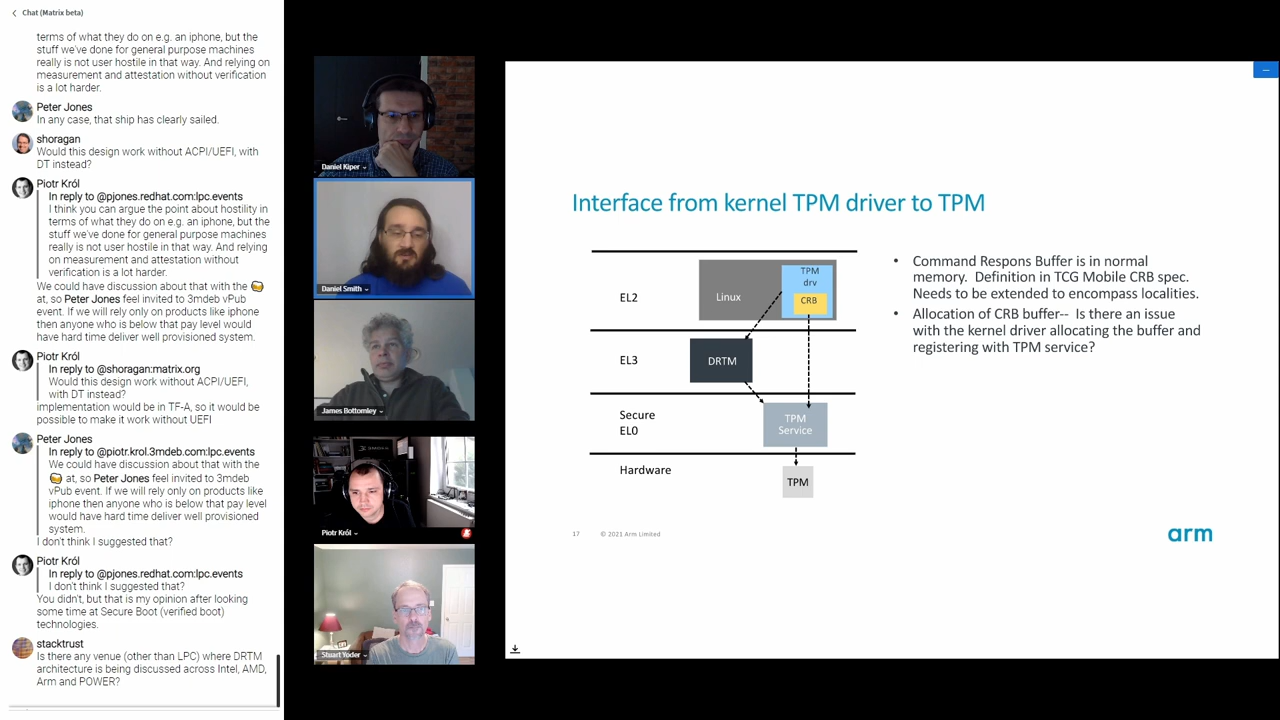 Chat (Matrix beta)
terms of what they do on e.g. an iphone, but the
stuff we've done for general purpose machines
really is not user hostile in that way. And relying on
measurement and attestation without verification
is a lot harder.
Peter Jones
In any case, that ship has clearly sailed.
shoragan
Would this design work without ACPI/UEFI, with
DT instead?
Piotr Król
In reply to @pjones.redhat.com:lpc.events
I think you can argue the point about hostility in
terms of what they do on e.g. an iphone, but the
stuff we've done for general purpose machines
really is not user hostile in that way. And relying
on measurement and attestation without
verification is a lot harder.
We could have discussion about that with the 🍻
at, so Peter Jones feel invited to 3mdeb vPub
event. If we will rely only on products like iphone
then anyone who is below that pay level would
have hard time deliver well provisioned system.
Piotr Król
In reply to @shoragan:matrix.org
Would this design work without ACPI/UEFI,
with DT instead?
implementation would be in TF-A, so it would be
possible to make it work without UEFI
Peter Jones
In reply to @piotr.krol.3mdeb.com:lpc.events
We could have discussion about that with the
🍻 at, so Peter Jones feel invited to 3mdeb
vPub event. If we will rely only on products like
iphone then anyone who is below that pay level
would have hard time deliver well provisioned
system.
I don't think I suggested that?
Piotr Król
In reply to @pjones.redhat.com:lpc.events
I don't think I suggested that?
You didn't, but that is my opinion after looking
some time at Secure Boot (verified boot)
technologies.
stacktrust
Is there any venue (other than LPC) where DRTM
architecture is being discussed across Intel, AMD,
Arm and POWER?
Daniel Kiper
Daniel Smith
James Bottomley
Piotr Król
Stuart Yoder
Interface from kernel TPM driver to TPM
EL2
Linux
TPM
drv
CRB
EL3
DRTM
Secure
EL0
TPM
Service
Hardware
TPM
• Command Respons Buffer is in normal
memory. Definition in TCG Mobile CRB spec.
Needs to be extended to encompass localities.
• Allocation of CRB buffer-- Is there an issue
with the kernel driver allocating the buffer and
registering with TPM service?
17 © 2021 Arm Limited
arm